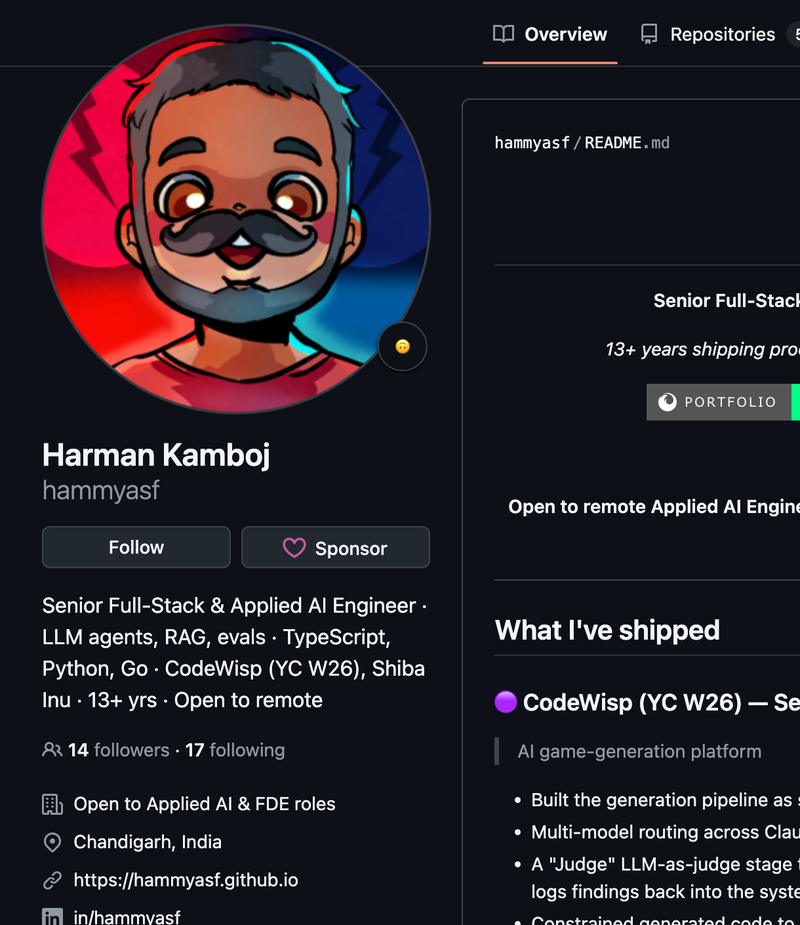 Overview
Repositories 5
hammyasf/README.md
Senior Full-Stack
13+ years shipping pro
PORTFOLIO
Open to remote Applied AI Engine
What I've shipped
CodeWisp (YC W26) — Se
AI game-generation platform
Built the generation pipeline as s
Multi-model routing across Clau
A "Judge" LLM-as-judge stage t
logs findings back into the syste
Constrained generated code to
Harman Kamboj
hammyasf
Follow
Sponsor
Senior Full-Stack & Applied AI Engineer ·
LLM agents, RAG, evals · TypeScript,
Python, Go · CodeWisp (YC W26), Shiba
Inu · 13+ yrs · Open to remote
14 followers · 17 following
Open to Applied AI & FDE roles
Chandigarh, India
https://hammyasf.github.io
in/hammyasf